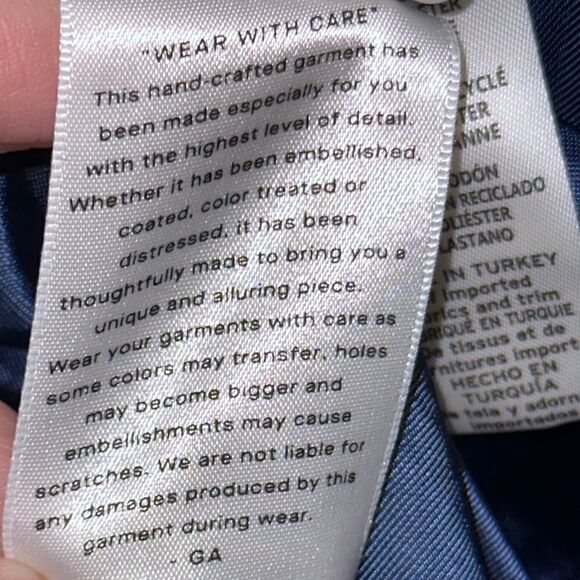 "WEAR WITH CARE"
This hand-crafted garment has
been made especially for you
with the highest level of detail.
Whether it has been embellished,
coated, color treated or
distressed, it has been
thoughtfully made to bring you a
unique and alluring piece.
Wear your garments with care as
some colors may transfer, holes
may become bigger and
embellishments may cause
scratches. We are not liable for
any damages produced by this
garment during wear.
- GA
STER
YCLÉ
TER
ANNE
ODÓN
RECICLADO
LIÉSTER
ASTANO
IN TURKEY
imported
rics and trim
RIQUÉ EN TURQUIE
tissus et de
rnitures import
HECHO EN
TURQUÍA
tela y adorn
importados